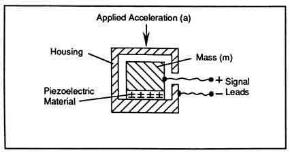 Applied Acceleration (a)
Housing
Mass (m)
+ Signal
Piezoelectric
Material
− Leads